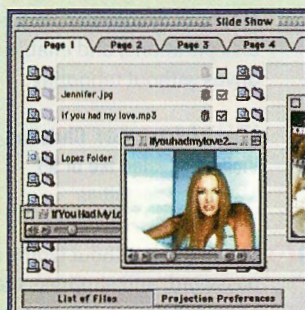 Slide Show
Page 1 Page 2 Page 3 Page 4
Jennifer.jpg
If you had my love.mp3
Ifyouhadmylove2...
Lopez Folder
If You Had My Lo
List of Files Projection Preferences